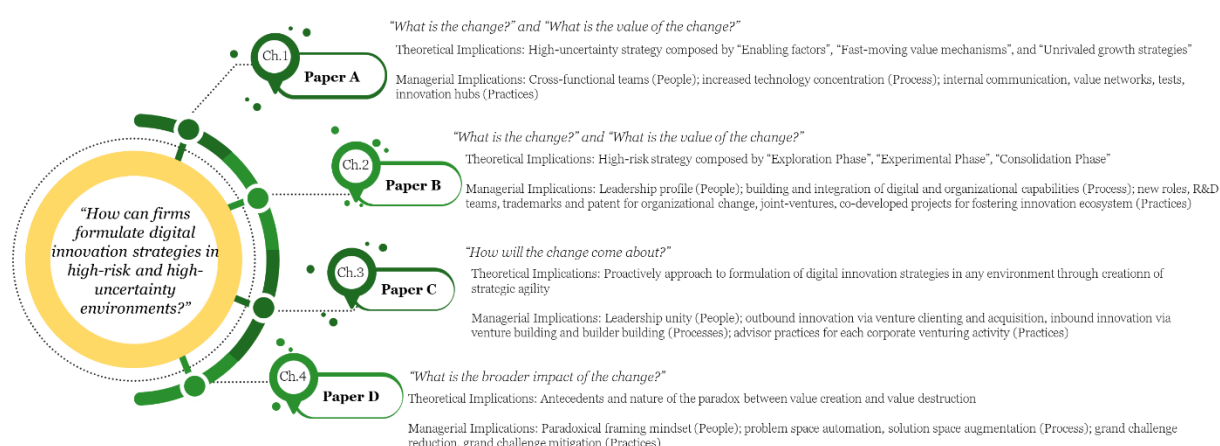 "How can firms
formulate digital
innovation strategies in
high-risk and high-
uncertainty
environments?"
Ch.1
Paper A
"What is the change?" and "What is the value of the change?"
Theoretical Implications: High-uncertainty strategy composed by "Enabling factors", "Fast-moving value mechanisms", and "Unrivaled growth strategies"
Managerial Implications: Cross-functional teams (People); increased technology concentration (Process); internal communication, value networks, tests,
innovation hubs (Practices)
Ch.2
Paper B
"What is the change?" and "What is the value of the change?"
Theoretical Implications: High-risk strategy composed by "Exploration Phase", "Experimental Phase", "Consolidation Phase"
Managerial Implications: Leadership profile (People); building and integration of digital and organizational capabilities (Process); new roles, R&D
teams, trademarks and patent for organizational change, joint-ventures, co-developed projects for fostering innovation ecosystem (Practices)
Ch.3
Paper C
"How will the change come about?"
Theoretical Implications: Proactively approach to formulation of digital innovation strategies in any environment through creationn of
strategic agility
Managerial Implications: Leadership unity (People); outbound innovation via venture clienting and acquisition, inbound innovation via
venture building and builder building (Processes); advisor practices for each corporate venturing activity (Practices)
Ch.4
Paper D
"What is the broader impact of the change?"
Theoretical Implications: Antecedents and nature of the paradox between value creation and value destruction
Managerial Implications: Paradoxical framing mindset (People); problem space automation, solution space augmentation (Process); grand challenge
reduction, grand challenge mitigation (Practices)